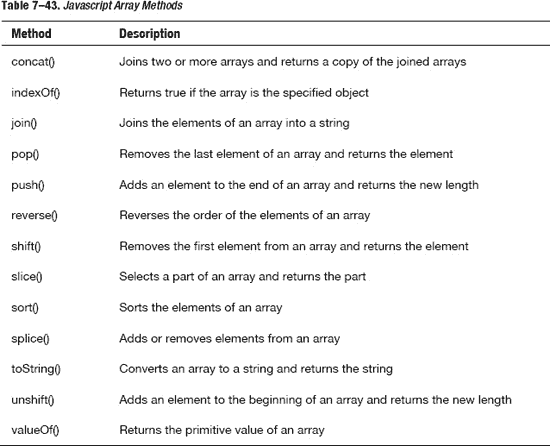 Table 7–43. Javascript Array Methods
Method Desoription
concat() Joins two or more arrays and returns a copy of the joined arrays
indexOf() Returns true if the array is the specified object
join() Joins the elements of an array into a string
pop() Removes the last element of an array and returns the element
push() Adds an element to the end of an array and returns the new length
reverse() Reverses the order of the elements of an array
shift() Removes the first element from an array and returns the element
slice() Selects a part of an array and returns the part
sort() Sorts the elements of an array
splice() Adds or removes elements from an array
toString() Converts an array to a string and returns the string
unshift() Adds an element to the beginning of an array and returns the new length
valueOf() Returns the primitive value of an array